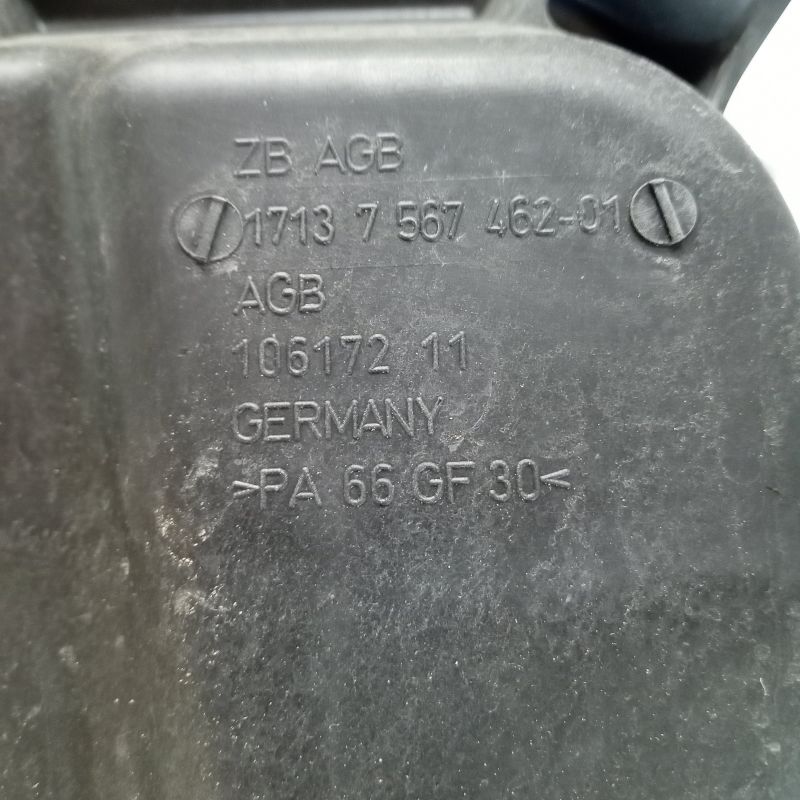 ZB AGB
1713 7 567 462-01
AGB
106172 11
GERMANY
>PA 66 GF 30<